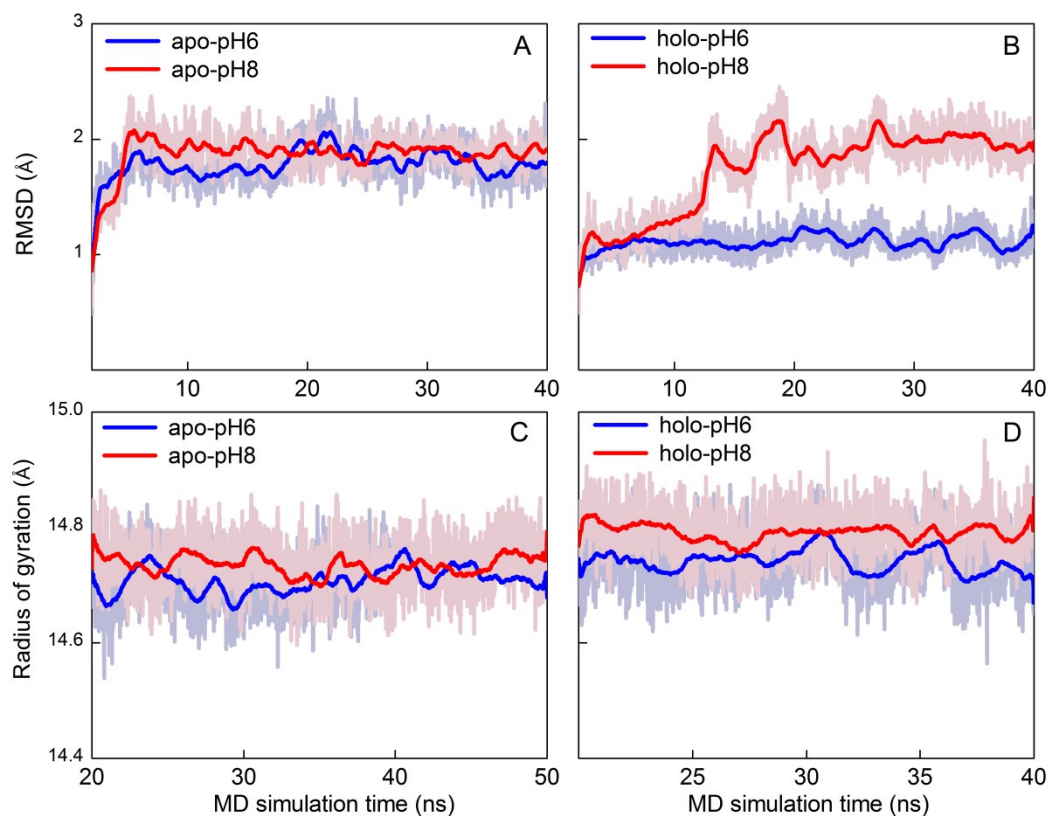 3
2
1
RMSD (Å)
apo-pH6
apo-pH8
A
10
20
30
40
holo-pH6
holo-pH8
B
10
20
30
40
15.0
14.8
14.6
14.4
Radius of gyration (Å)
apo-pH6
apo-pH8
C
20
30
40
50
MD simulation time (ns)
holo-pH6
holo-pH8
D
25
30
35
40
MD simulation time (ns)